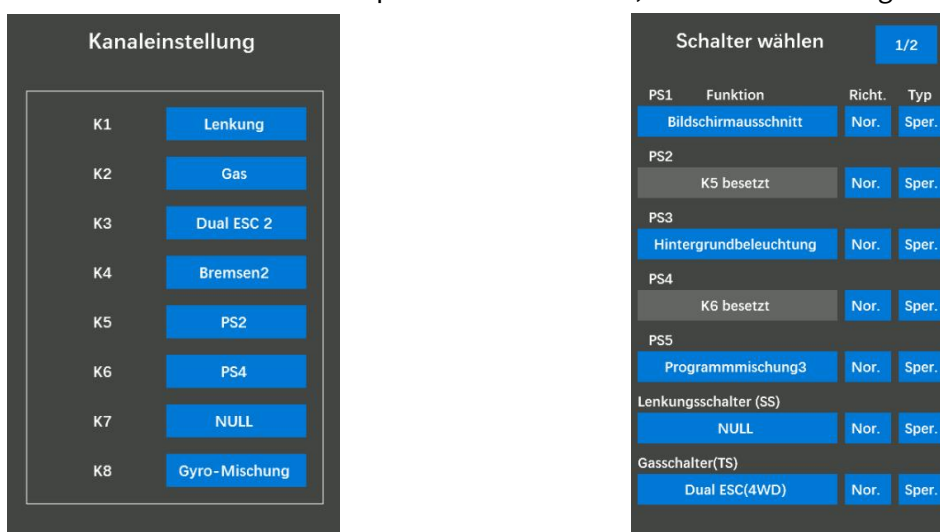 Kanaleinstellung
K1 Lenkung
K2 Gas
K3 Dual ESC 2
K4 Bremsen2
K5 PS2
K6 PS4
K7 NULL
K8 Gyro-Mischung
Schalter wählen 1/2
PS1 Funktion Richt. Typ
Bildschirmausschnitt Nor. Sper.
PS2
K5 besetzt Nor. Sper.
PS3
Hintergrundbeleuchtung Nor. Sper.
PS4
K6 besetzt Nor. Sper.
PS5
Programmmischung3 Nor. Sper.
Lenkungsschalter (SS)
NULL Nor. Sper.
Gasschalter(TS)
Dual ESC(4WD) Nor. Sper.